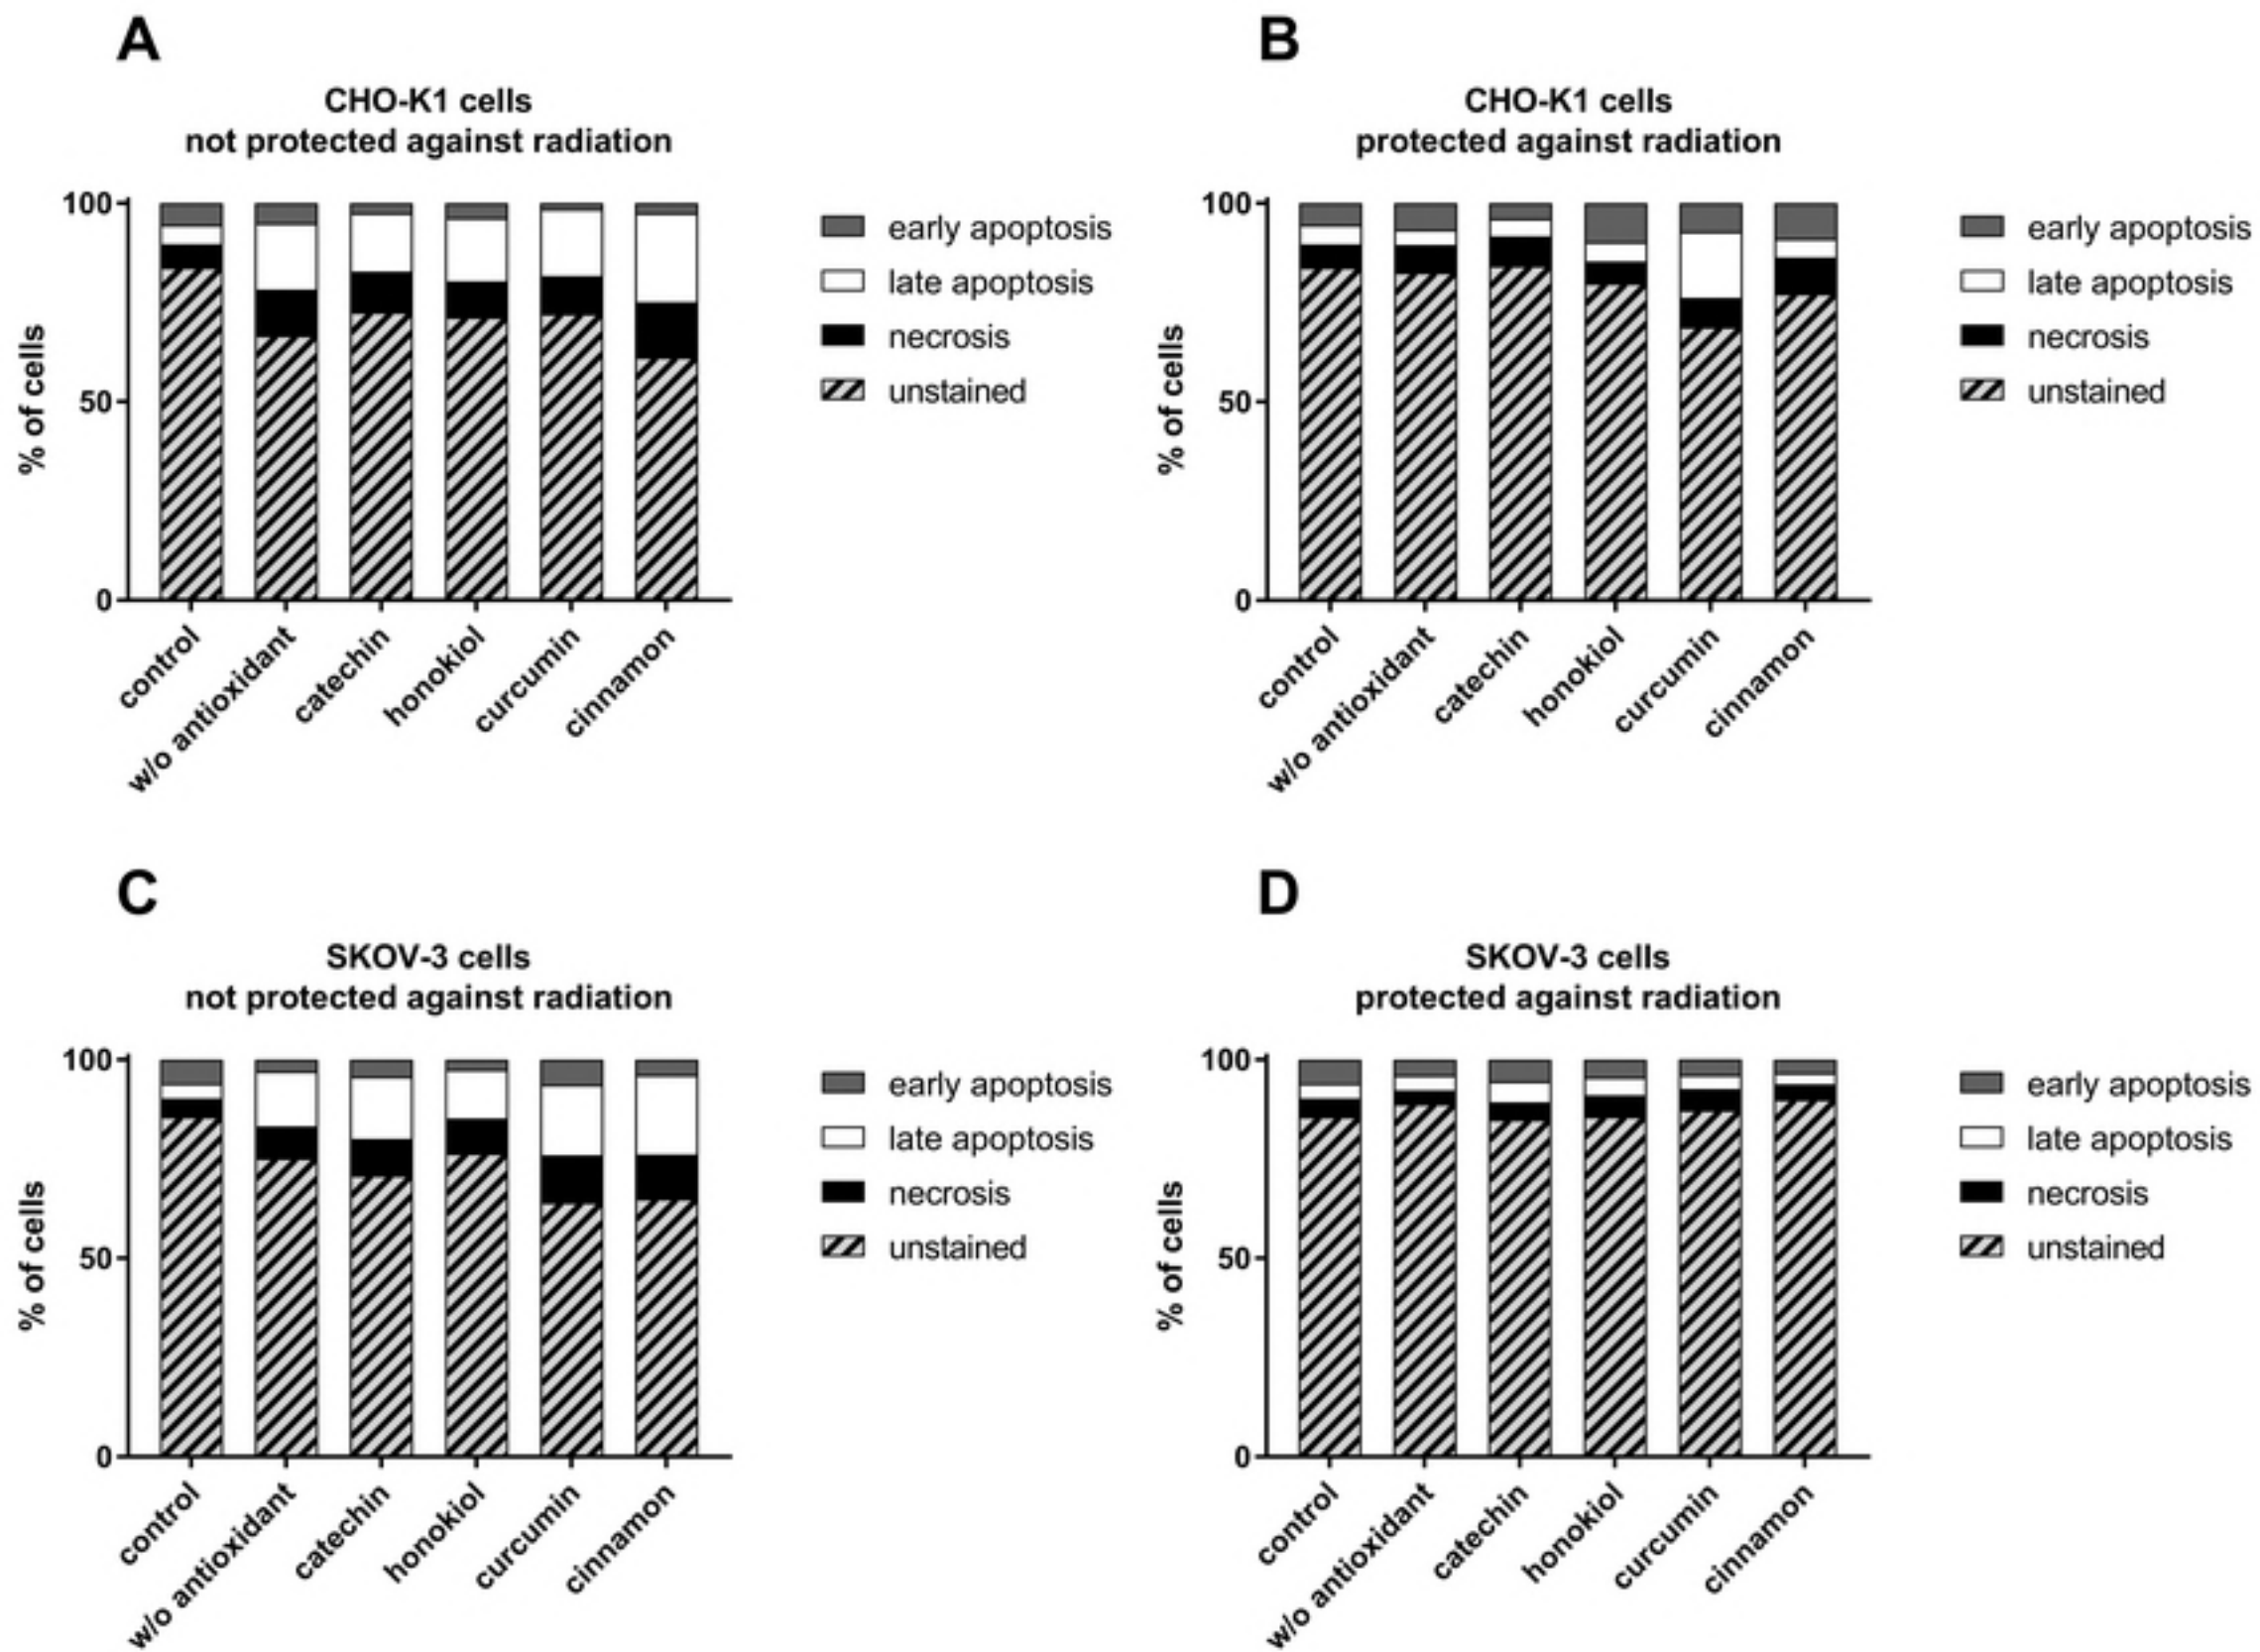 A
CHO-K1 cells
not protected against radiation
% of cells
100
50
0
control
w/o antioxidant
catechin
honokiol
curcumin
cinnamon
early apoptosis
late apoptosis
necrosis
unstained
B
CHO-K1 cells
protected against radiation
% of cells
100
50
0
control
w/o antioxidant
catechin
honokiol
curcumin
cinnamon
early apoptosis
late apoptosis
necrosis
unstained
C
SKOV-3 cells
not protected against radiation
% of cells
100
50
0
control
w/o antioxidant
catechin
honokiol
curcumin
cinnamon
early apoptosis
late apoptosis
necrosis
unstained
D
SKOV-3 cells
protected against radiation
% of cells
100
50
0
control
w/o antioxidant
catechin
honokiol
curcumin
cinnamon
early apoptosis
late apoptosis
necrosis
unstained